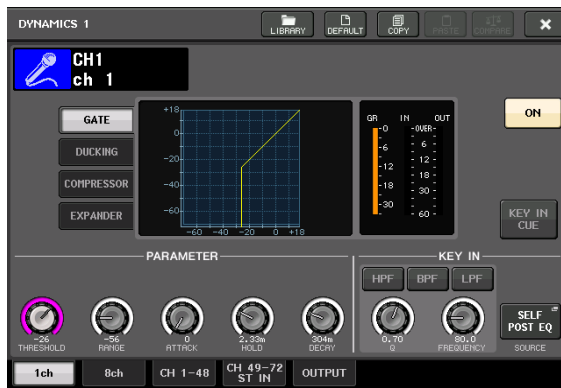 DYNAMICS 1
LIBRARY
DEFAULT
COPY
PASTE
COMPARE
CH1
ch 1
GATE
DUCKING
COMPRESSOR
EXPANDER
+18
0
-20
-40
-60
-60 -40 -20 0 +18
GR IN OUT
-0 -OVER-
-6 - 6 -
-12 - 12 -
-18 - 18 -
- 30 -
-30
- 60 -
ON
KEY IN
CUE
PARAMETER
KEY IN
HPF BPF LPF
-26 -56 0 2.33m 304m 0.70 80.0
THRESHOLD RANGE ATTACK HOLD DECAY Q FREQUENCY
SELF
POST EQ
SOURCE
1ch
8ch
CH 1-48
CH 49-72
ST IN
OUTPUT